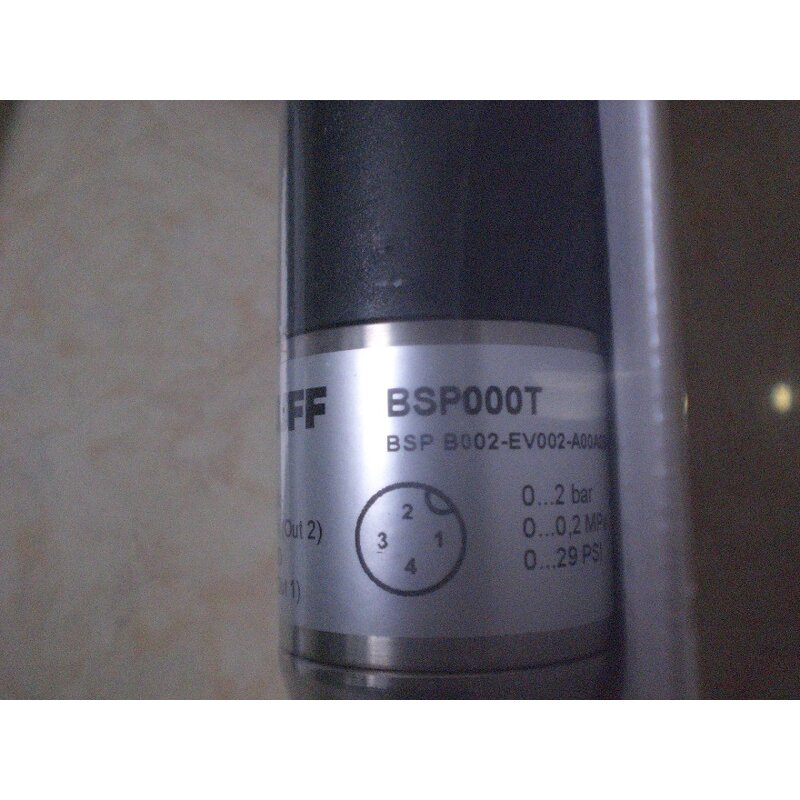 FF
BSP000T
BSP B002-EV002-A00A
Out 2)
1)
2
3 1
4
0...2 bar
0...0,2 MPa
0...29 PSI